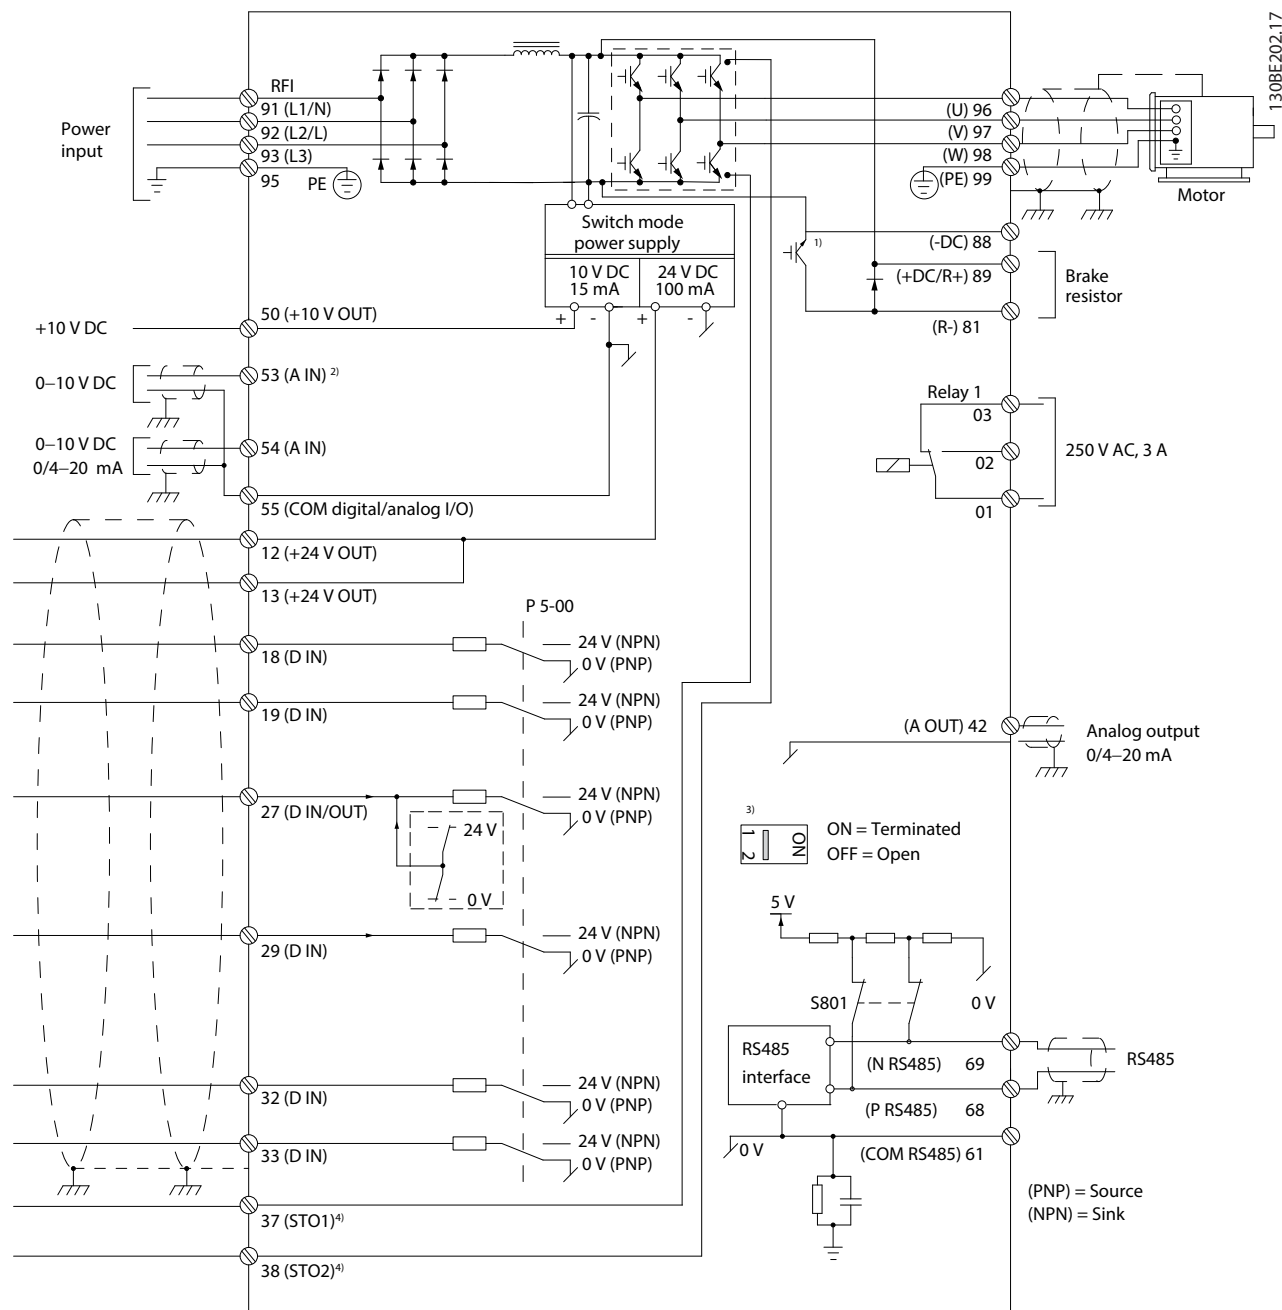 130BE202.17
Power
input
RFI
91 (L1/N)
92 (L2/L)
93 (L3)
95
PE
(U) 96
(V) 97
(W) 98
(PE) 99
Motor
Switch mode
power supply
10 V DC
15 mA
24 V DC
100 mA
+ - + -
1)
(-DC) 88
(+DC/R+) 89
(R-) 81
Brake
resistor
+10 V DC
50 (+10 V OUT)
0–10 V DC
53 (A IN) 2)
0–10 V DC
0/4–20 mA
54 (A IN)
55 (COM digital/analog I/O)
Relay 1
03
02
01
250 V AC, 3 A
12 (+24 V OUT)
13 (+24 V OUT)
P 5-00
18 (D IN)
24 V (NPN)
0 V (PNP)
19 (D IN)
24 V (NPN)
0 V (PNP)
27 (D IN/OUT)
24 V (NPN)
0 V (PNP)
24 V
0 V
29 (D IN)
24 V (NPN)
0 V (PNP)
32 (D IN)
24 V (NPN)
0 V (PNP)
33 (D IN)
24 V (NPN)
0 V (PNP)
37 (STO1)4)
38 (STO2)4)
(A OUT) 42
Analog output
0/4–20 mA
3)
1 2
ON
ON = Terminated
OFF = Open
5 V
S801
0 V
RS485
interface
(N RS485) 69
(P RS485) 68
RS485
0 V
(COM RS485) 61
(PNP) = Source
(NPN) = Sink